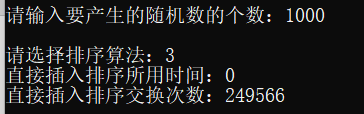 请输入要产生的随机数的个数：1000
请选择排序算法：3
直接插入排序所用时间：0
直接插入排序交换次数：249566